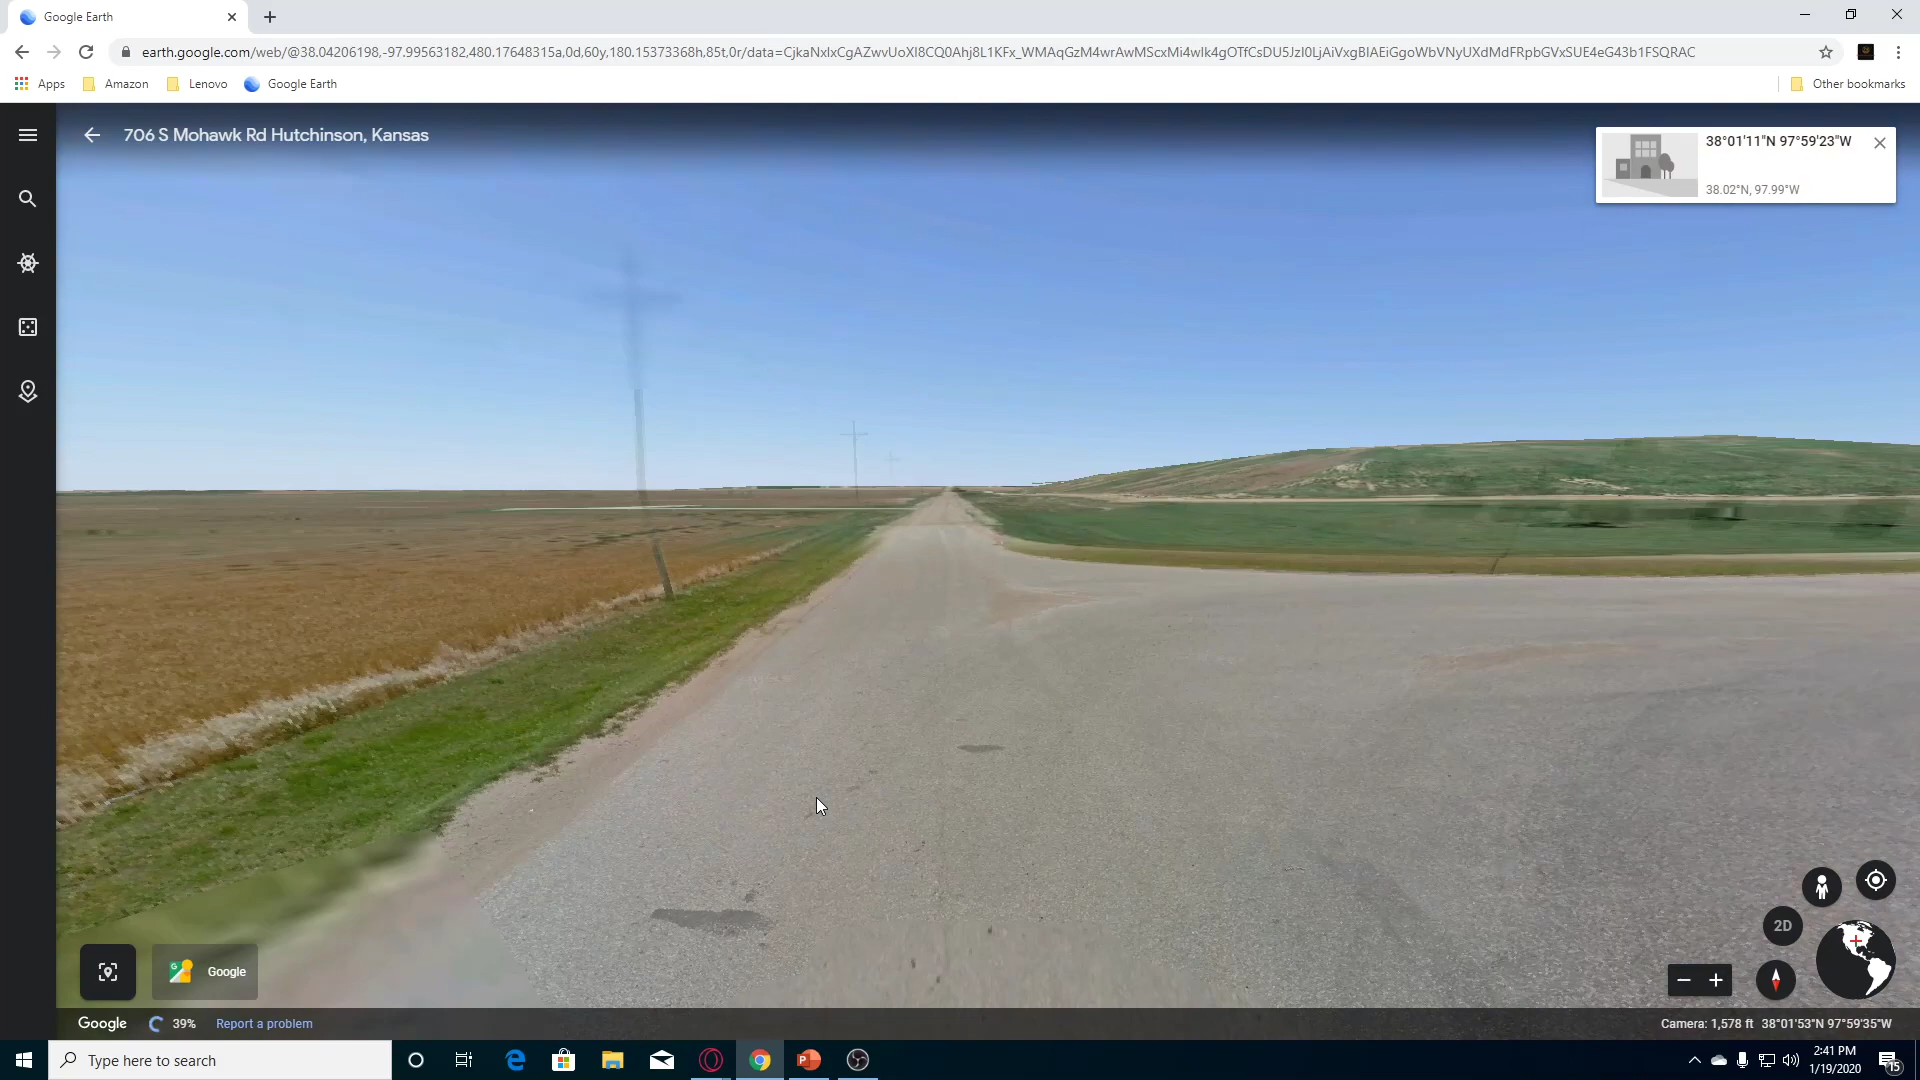 Google Earth
earth.google.com/web/@38.04206198,-97.99563182,480.17648315a,0d,60y,180.15373368h,85t,0r/data=CjkaNxIxCgAZwvUoXI8CQ0Ahj8L1KFx_WMAqGzM4wrAwMScxMi4wIk4gOTfCsDU5JzI0LjAiVxgBIAEiGgoWbVNyUXdMdFRpbGVxSUE4eG43b1FSQRAC
Apps Amazon Lenovo Google Earth Other bookmarks
706 S Mohawk Rd Hutchinson, Kansas
38°01'11"N 97°59'23"W
38.02°N, 97.99°W
2D
Google
Google 39% Report a problem Camera: 1,578 ft 38°01'53"N 97°59'35"W
Type here to search
2:41 PM
1/19/2020
15